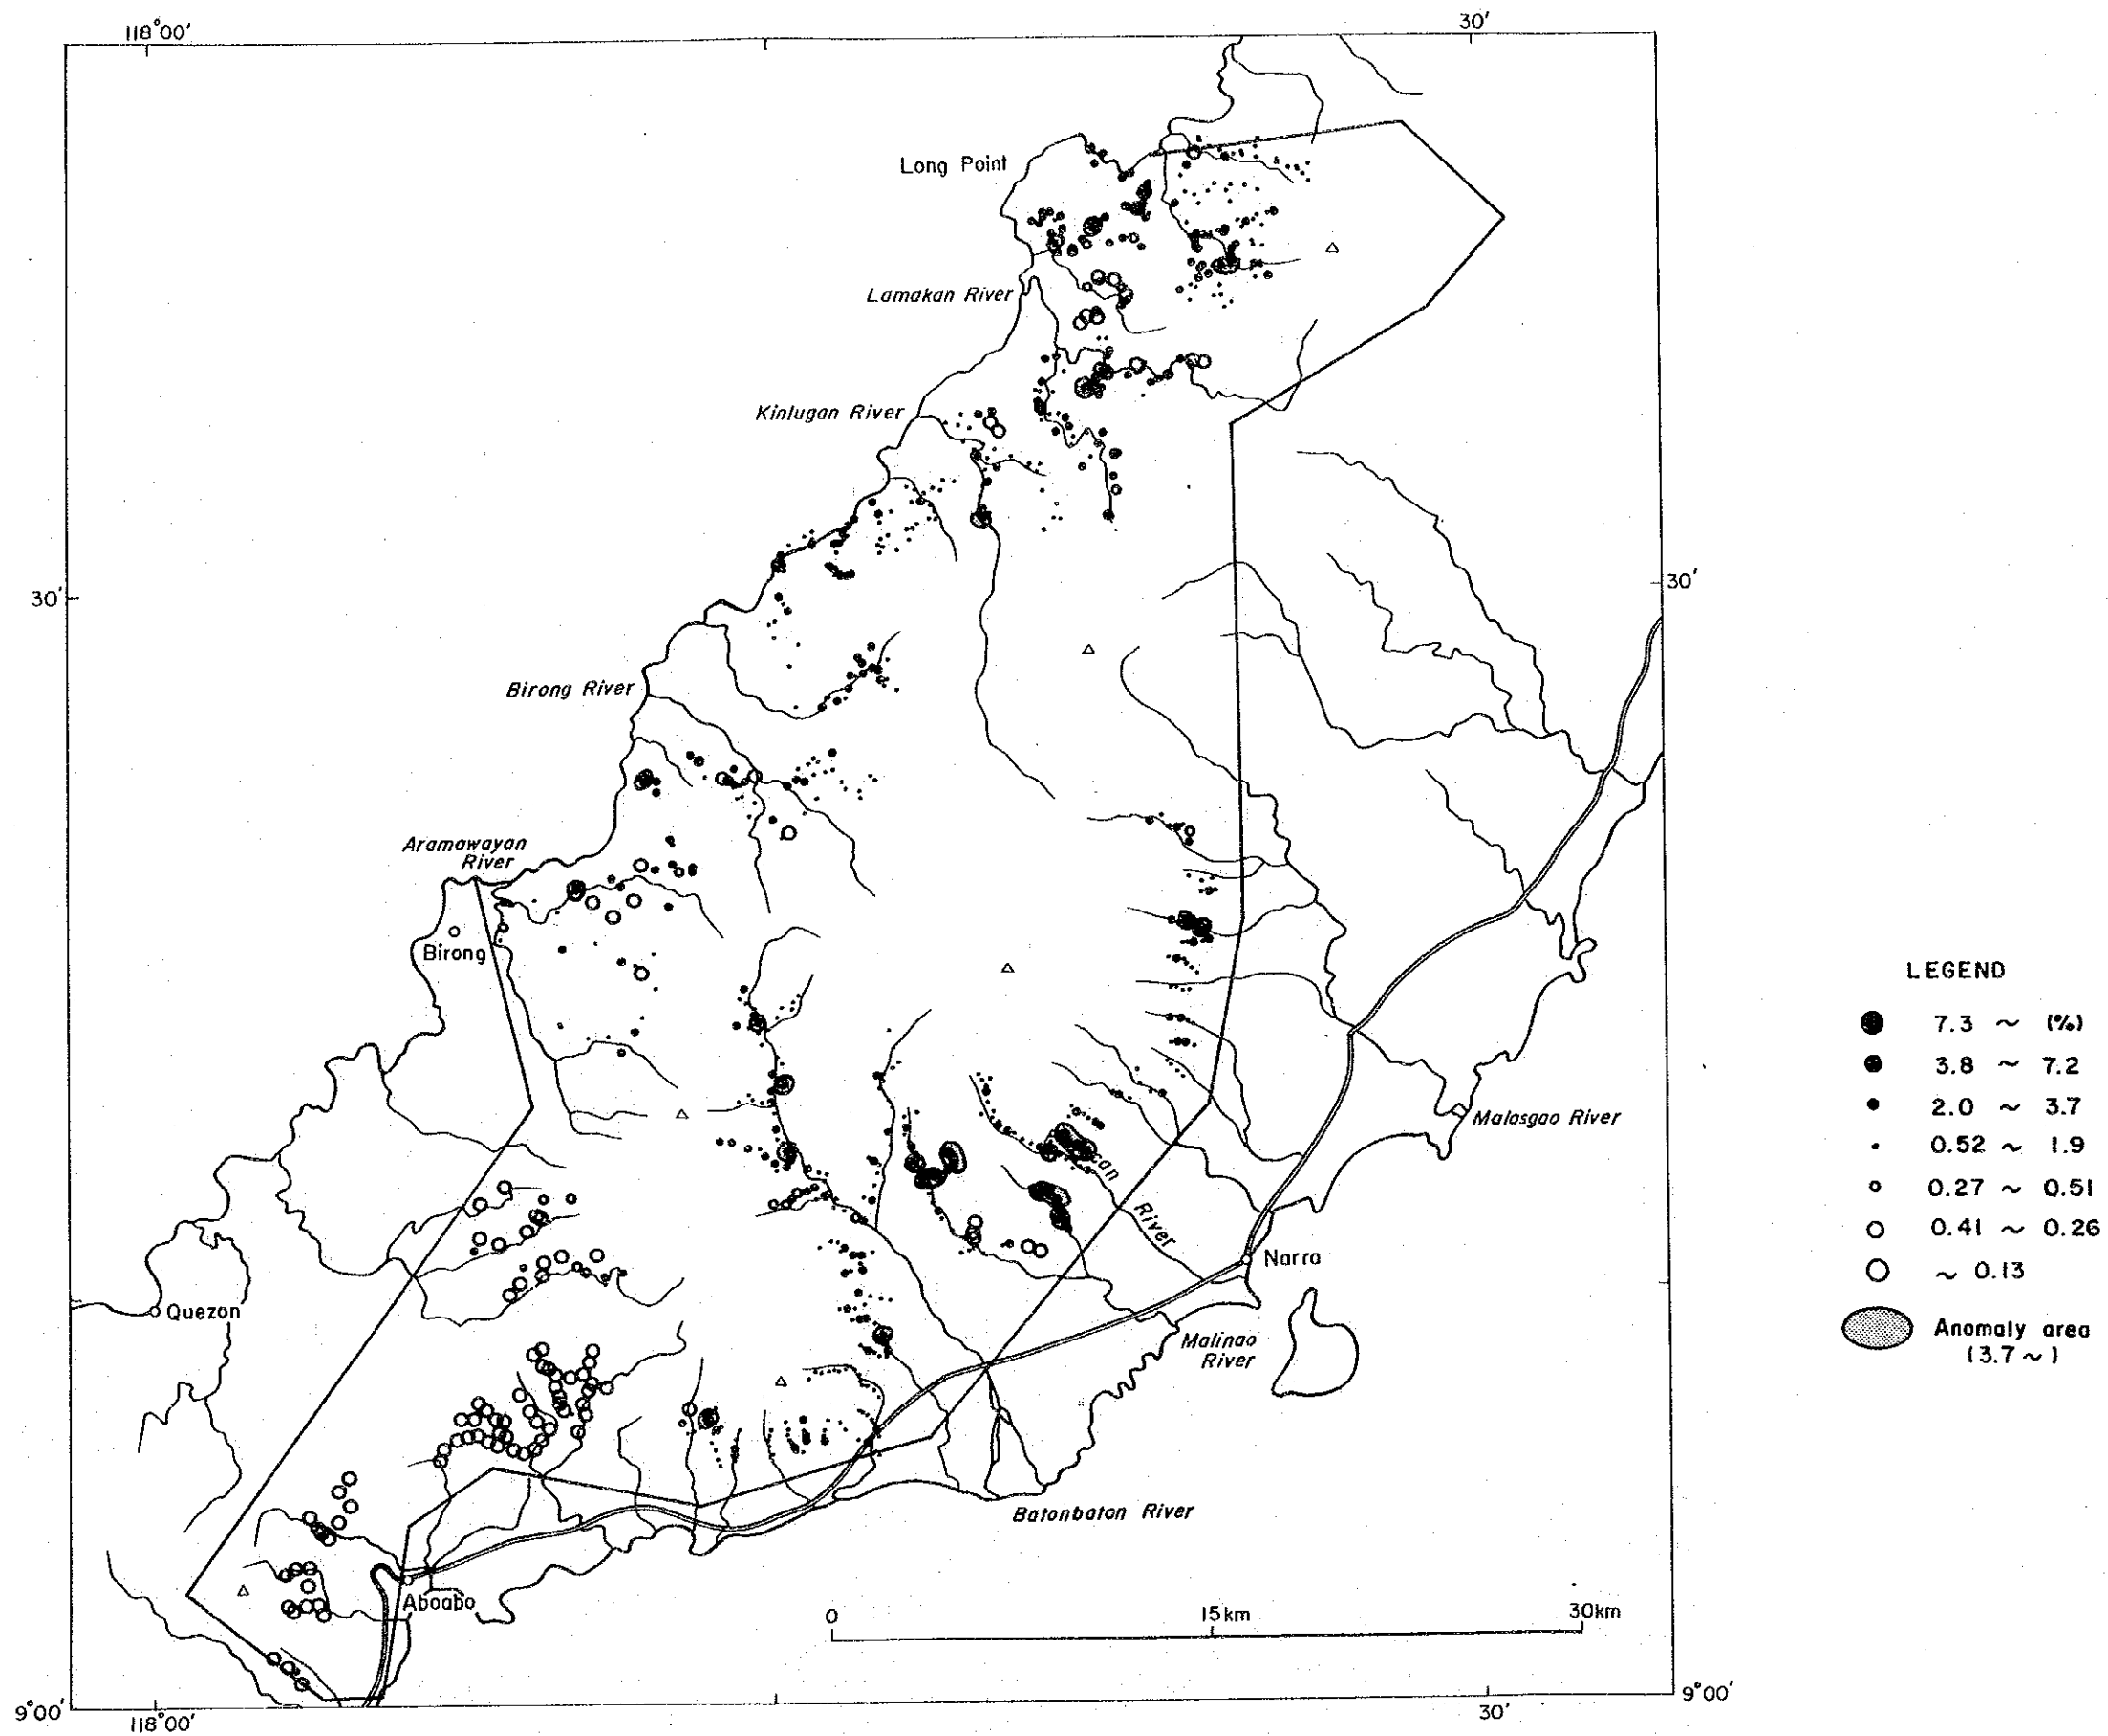 118°00'
30'
Long Point
Lamakan River
Kinlugan River
30'
30'
Birong River
Aramawayan
River
Birong
LEGEND
7.3 ~ (%)
3.8 ~ 7.2
2.0 ~ 3.7
0.52 ~ 1.9
0.27 ~ 0.51
0.41 ~ 0.26
~ 0.13
Anomaly area
(3.7~)
Malasgao River
can River
Narra
Quezon
Malinao
River
Batonbaton River
Aboabo
0 15km 30km
9°00'
118°00'
30'
9°00'